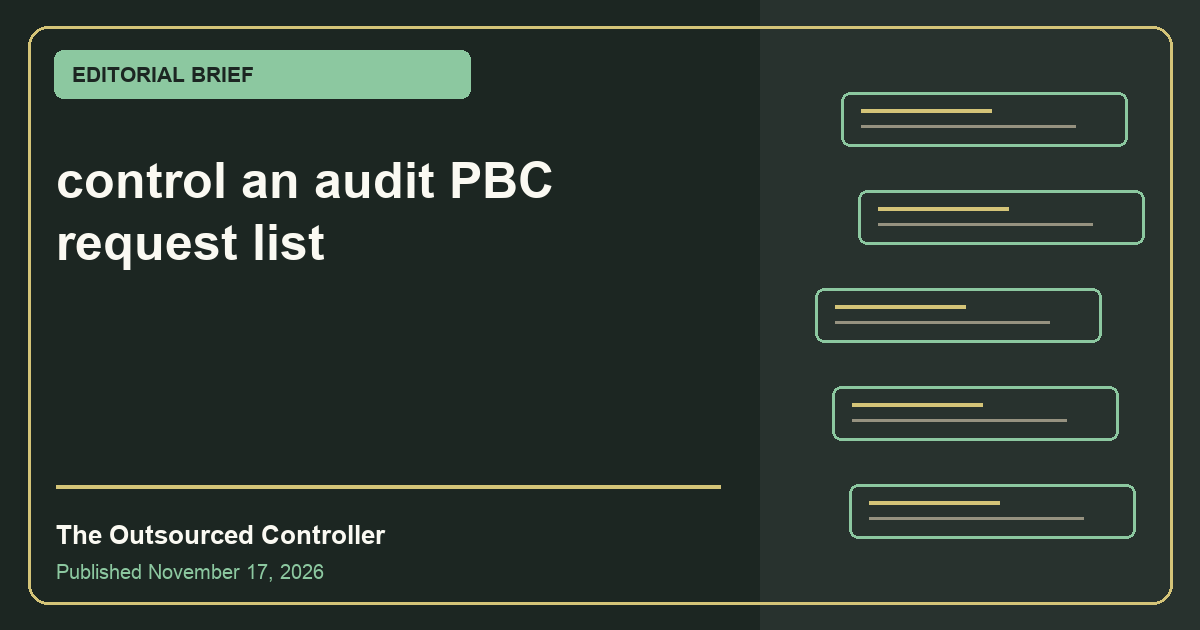 EDITORIAL BRIEF
control an audit PBC
request list
The Outsourced Controller
Published November 17, 2026